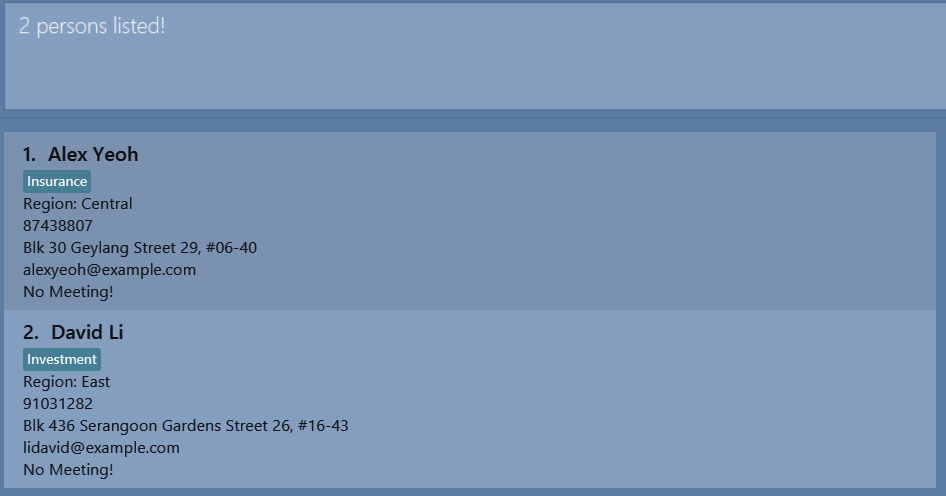 2 persons listed!
1. Alex Yeoh
Insurance
Region: Central
87438807
Blk 30 Geylang Street 29, #06-40
alexyeoh@example.com
No Meeting!
2. David Li
Investment
Region: East
91031282
Blk 436 Serangoon Gardens Street 26, #16-43
lidavid@example.com
No Meeting!